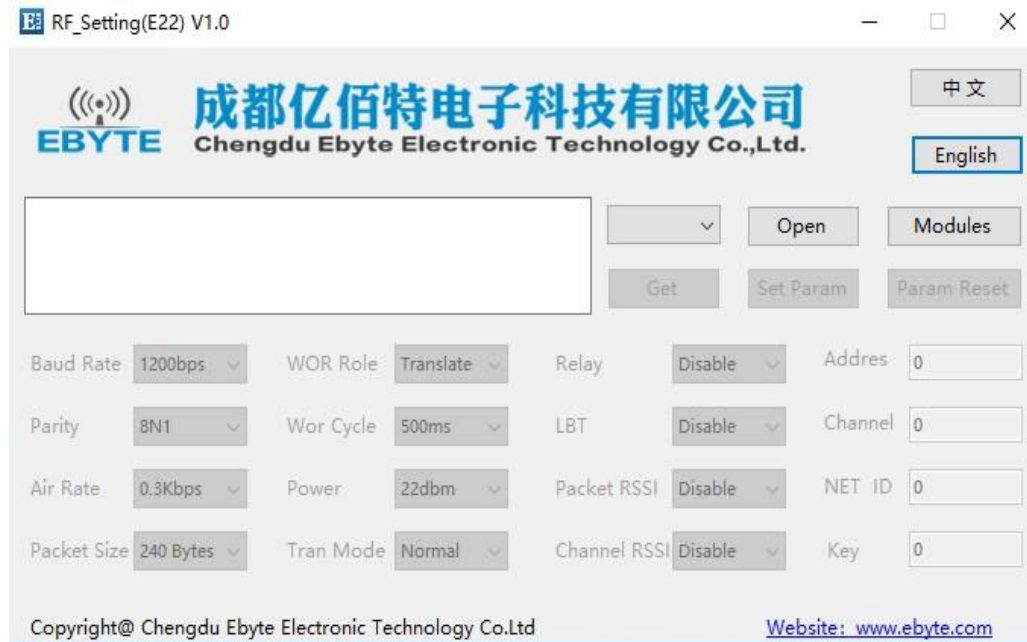 RF_Setting(E22) V1.0
中文
EBYTE
成都亿佰特电子科技有限公司
Chengdu Ebyte Electronic Technology Co.,Ltd.
English
Open
Modules
Get
Set Param
Param Reset
Baud Rate 1200bps WOR Role Translate Relay Disable Addres 0
Parity 8N1 Wor Cycle 500ms LBT Disable Channel 0
Air Rate 0.3Kbps Power 22dbm Packet RSSI Disable NET ID 0
Packet Size 240 Bytes Tran Mode Normal Channel RSSI Disable Key 0
Copyright@ Chengdu Ebyte Electronic Technology Co.Ltd Website: www.ebyte.com